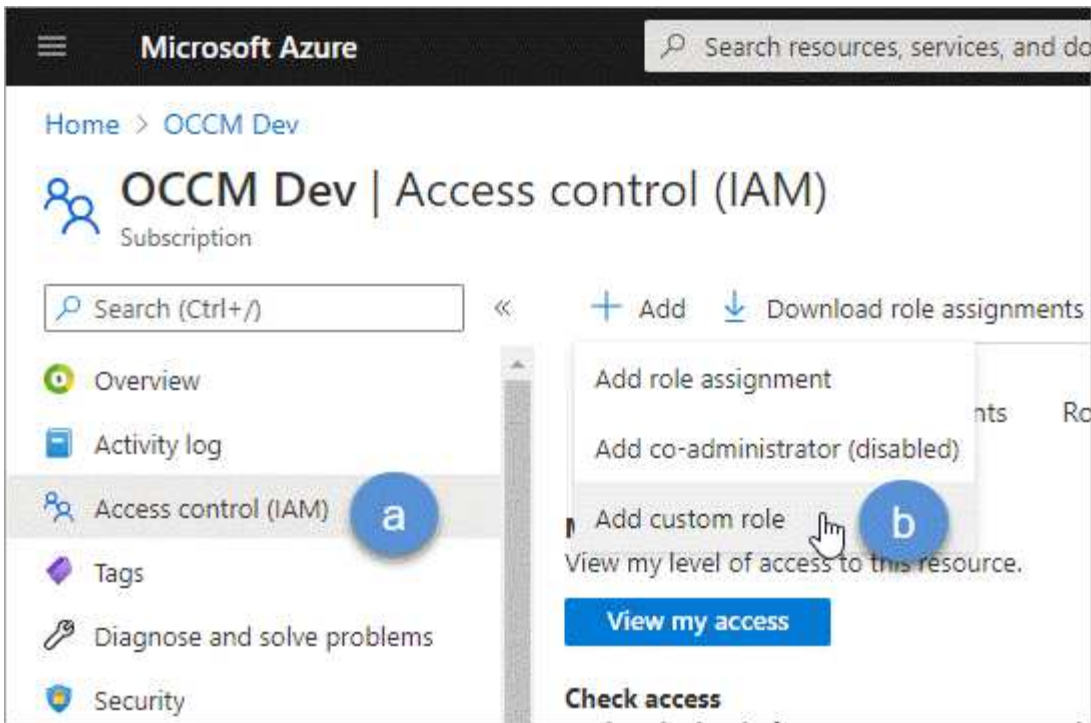 Microsoft Azure
Search resources, services, and do
Home > OCCM Dev
OCCM Dev | Access control (IAM)
Subscription
Search (Ctrl+/)
«
+ Add
Download role assignments
Overview
Activity log
Access control (IAM)
a
Tags
Diagnose and solve problems
Security
Add role assignment
Add co-administrator (disabled)
Add custom role
b
nts
Ro
View my level of access to this resource.
View my access
Check access